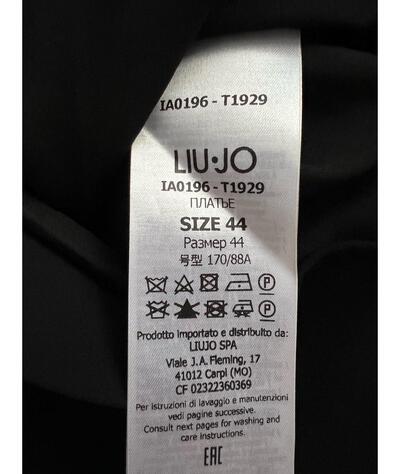 IA0196 - T1929
LIU·JO
IA0196 - T1929
ПЛАТЬЕ
SIZE 44
Размер 44
号型 170/88A
Prodotto importato e distribuito da:
LIUJO SPA
Viale J.A. Fleming, 17
41012 Carpi (MO)
CF 02322360369
Per istruzioni di lavaggio e manutenzioni
vedi pagine successive.
Consult next pages for washing and
care instructions.
EAC